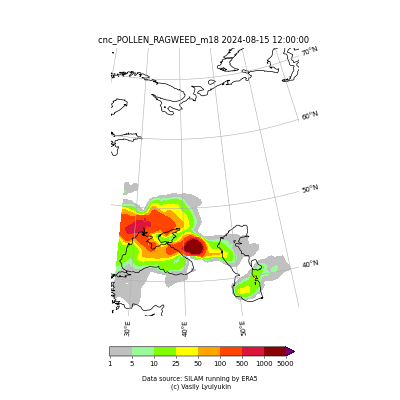 cnc_POLLEN_RAGWEED_m18 2024-08-15 12:00:00
70°N
60°N
50°N
40°N
30°E
40°E
50°E
1 5 10 25 50 100 500 1000 5000
Data source: SILAM running by ERA5
(c) Vasily Lyulyukin